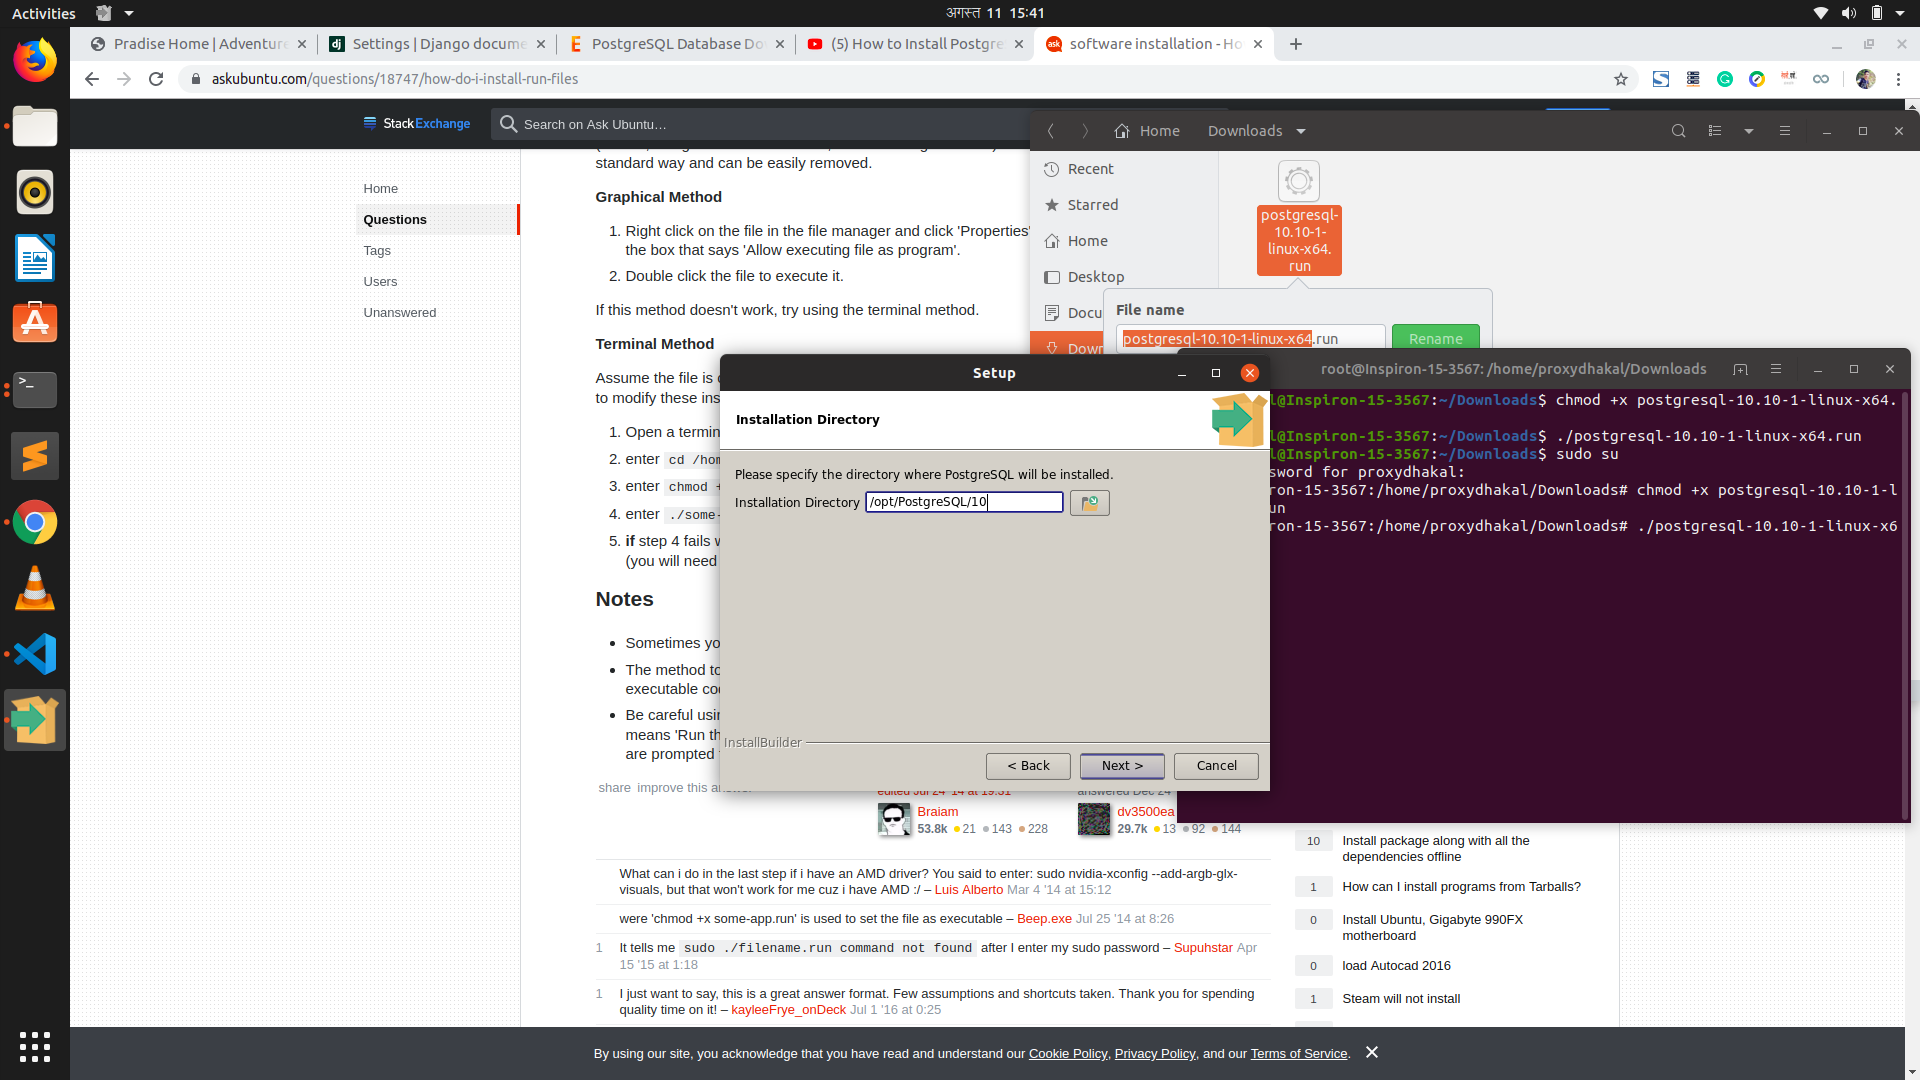 Activities
अगस्त 11 15:41
Pradise Home | Adventure
Settings | Django docume
PostgreSQL Database Do
(5) How to Install Postgre
software installation - Ho
askubuntu.com/questions/18747/how-do-i-install-run-files
StackExchange
Search on Ask Ubuntu…
Home
Questions
Tags
Users
Unanswered
standard way and can be easily removed.
Graphical Method
1. Right click on the file in the file manager and click 'Properties'
the box that says 'Allow executing file as program'.
2. Double click the file to execute it.
If this method doesn't work, try using the terminal method.
Terminal Method
Assume the file is
to modify these ins
1. Open a termin
2. enter cd /hom
3. enter chmod +
4. enter ./some-
5. if step 4 fails w
(you will need
Notes
Sometimes yo
The method to
executable co
Be careful usin
means 'Run th
are prompted
share improve this answer
edited Jul 24 '14 at 19:31
Braiam
53.8k 21 143 228
answered Dec 24
dv3500ea
29.7k 13 92 144
What can i do in the last step if i have an AMD driver? You said to enter: sudo nvidia-xconfig --add-argb-glx-
visuals, but that won't work for me cuz i have AMD :/ – Luis Alberto Mar 4 '14 at 15:12
were 'chmod +x some-app.run' is used to set the file as executable – Beep.exe Jul 25 '14 at 8:26
1 It tells me sudo ./filename.run command not found after I enter my sudo password – Supuhstar Apr
15 '15 at 1:18
1 I just want to say, this is a great answer format. Few assumptions and shortcuts taken. Thank you for spending
quality time on it! – kayleeFrye_onDeck Jul 1 '16 at 0:25
10 Install package along with all the
dependencies offline
1 How can I install programs from Tarballs?
0 Install Ubuntu, Gigabyte 990FX
motherboard
0 load Autocad 2016
1 Steam will not install
By using our site, you acknowledge that you have read and understand our Cookie Policy, Privacy Policy, and our Terms of Service.
Home Downloads
Recent
Starred
Home
Desktop
Docu
Down
postgresql-
10.10-1-
linux-x64.
run
File name
postgresql-10.10-1-linux-x64.run
Rename
root@Inspiron-15-3567: /home/proxydhakal/Downloads
l@Inspiron-15-3567:~/Downloads$ chmod +x postgresql-10.10-1-linux-x64.
l@Inspiron-15-3567:~/Downloads$ ./postgresql-10.10-1-linux-x64.run
l@Inspiron-15-3567:~/Downloads$ sudo su
sword for proxydhakal:
ron-15-3567:/home/proxydhakal/Downloads# chmod +x postgresql-10.10-1-l
un
ron-15-3567:/home/proxydhakal/Downloads# ./postgresql-10.10-1-linux-x6
Setup
Installation Directory
Please specify the directory where PostgreSQL will be installed.
Installation Directory /opt/PostgreSQL/10
InstallBuilder
< Back
Next >
Cancel